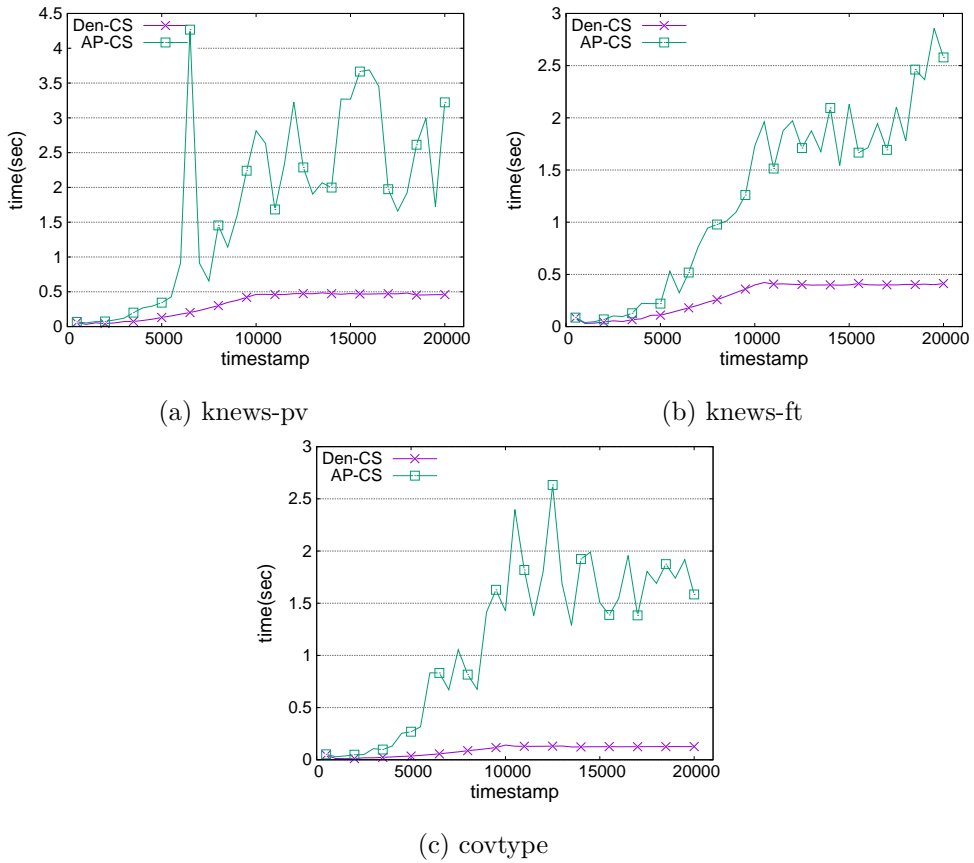 4.5
4
3.5
3
2.5
2
1.5
1
0.5
0
time(sec)
Den-CS
AP-CS
0 5000 10000 15000 20000
timestamp
(a) knews-pv
3
2.5
2
1.5
1
0.5
0
time(sec)
Den-CS
AP-CS
0 5000 10000 15000 20000
timestamp
(b) knews-ft
3
2.5
2
1.5
1
0.5
0
time(sec)
Den-CS
AP-CS
0 5000 10000 15000 20000
timestamp
(c) covtype